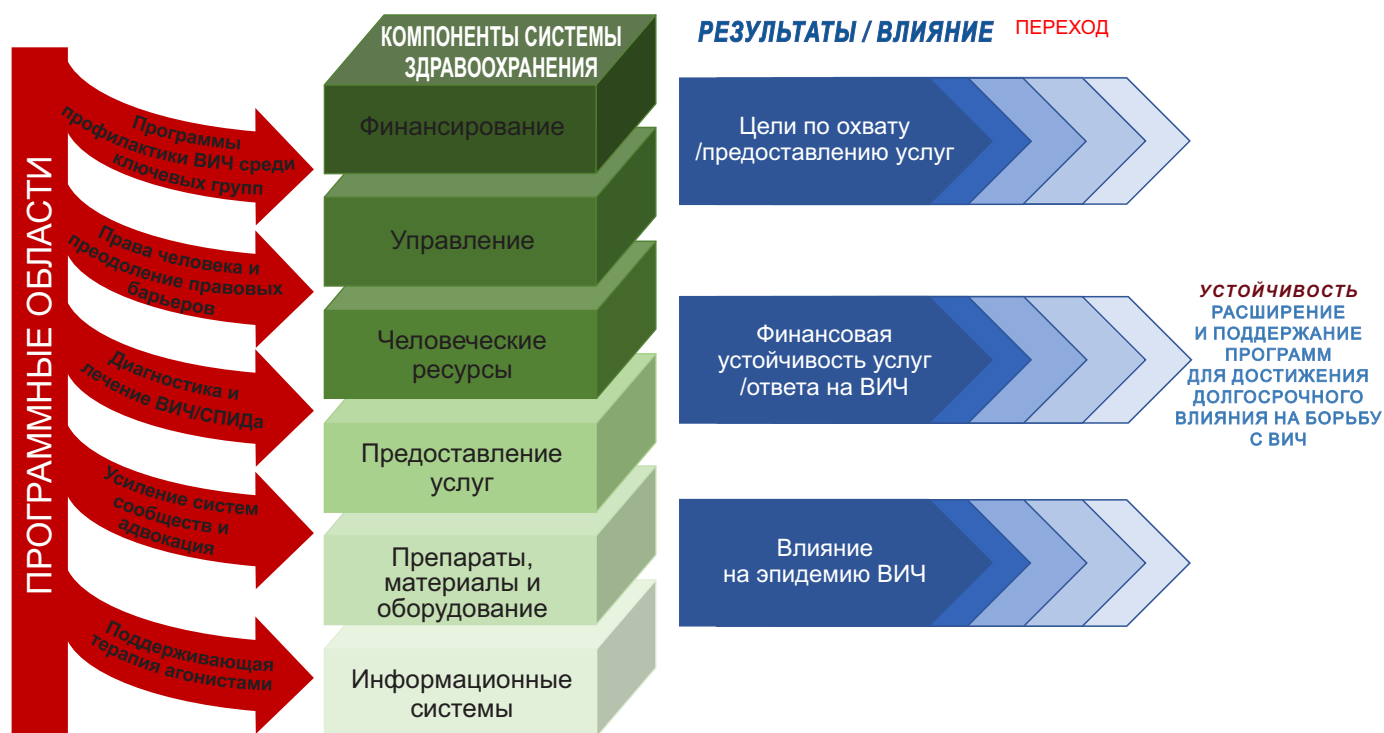 ПРОГРАММНЫЕ ОБЛАСТИ
Программы
профилактики ВИЧ среди
ключевых групп
Права человека и
преодоление правовых
барьеров
Диагностика и
лечение ВИЧ/СПИДа
Усиление систем
сообществ и
адвокация
Поддерживающая
терапия агонистами
КОМПОНЕНТЫ СИСТЕМЫ
ЗДРАВООХРАНЕНИЯ
Финансирование
Управление
Человеческие
ресурсы
Предоставление
услуг
Препараты,
материалы и
оборудование
Информационные
системы
РЕЗУЛЬТАТЫ / ВЛИЯНИЕ
ПЕРЕХОД
Цели по охвату
/предоставлению услуг
Финансовая
устойчивость услуг
/ответа на ВИЧ
Влияние
на эпидемию ВИЧ
УСТОЙЧИВОСТЬ
РАСШИРЕНИЕ
И ПОДДЕРЖАНИЕ
ПРОГРАММ
ДЛЯ ДОСТИЖЕНИЯ
ДОЛГОСРОЧНОГО
ВЛИЯНИЯ НА БОРЬБУ
С ВИЧ